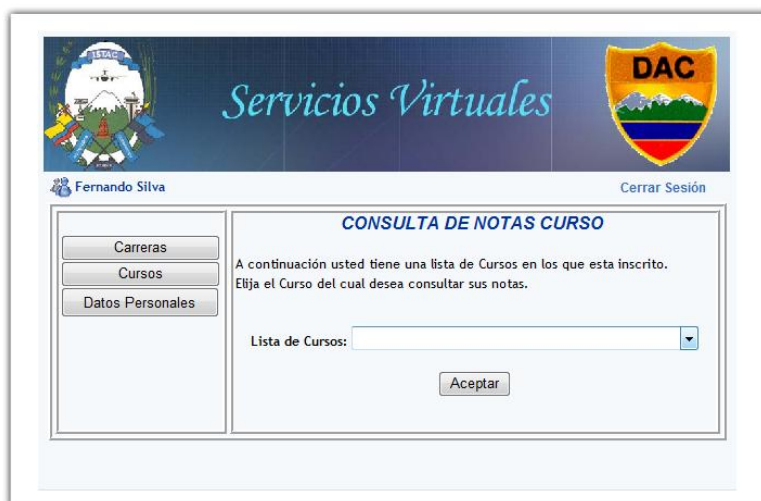 ISTAC
Servicios Virtuales
DAC
Fernando Silva
Cerrar Sesión
CONSULTA DE NOTAS CURSO
Carreras
Cursos
Datos Personales
A continuación usted tiene una lista de Cursos en los que esta inscrito.
Elija el Curso del cual desea consultar sus notas.
Lista de Cursos:
Aceptar